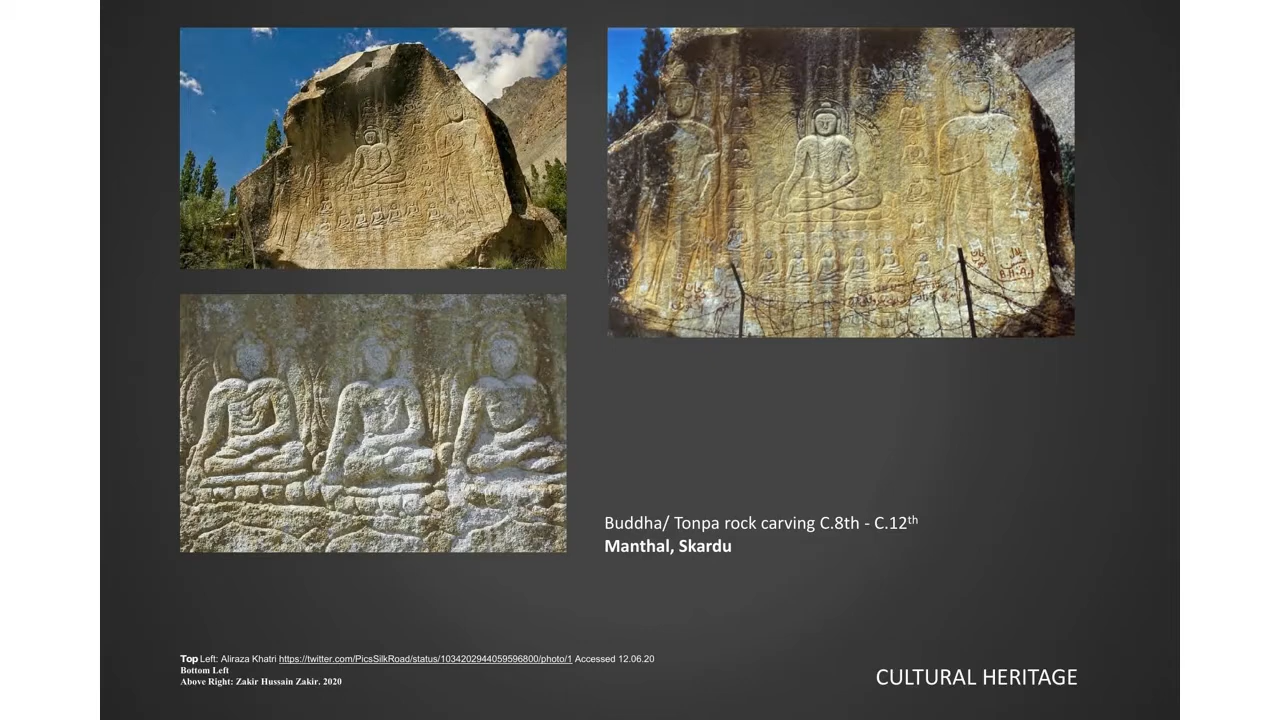 Buddha/ Tonpa rock carving C.8th - C.12th
Manthal, Skardu
Top Left: Aliraza Khatri https://twitter.com/PicsSilkRoad/status/1034202944059596800/photo/1 Accessed 12.06.20
Bottom Left
Above Right: Zakir Hussain Zakir. 2020
CULTURAL HERITAGE